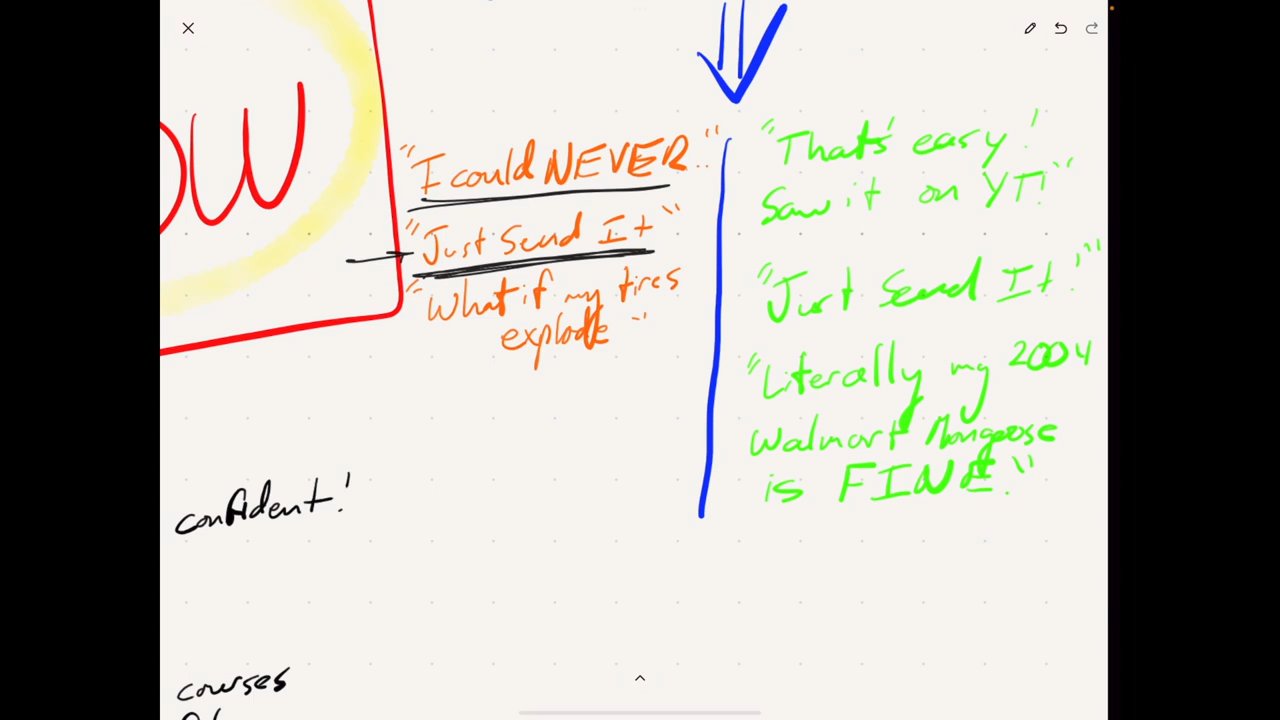 OW
"I could NEVER.."
"Just Send It"
"What if my tires
explode"
"That's easy!
Saw it on YT!"
"Just Send It!"
"Literally my 2004
Walmart Mongoose
is FINE."
confident!
courses